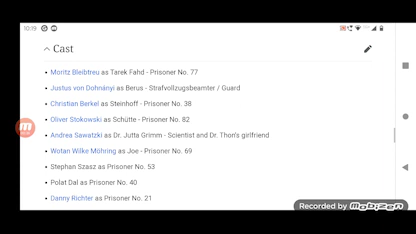 10:19
Cast
• Moritz Bleibtreu as Tarek Fahd - Prisoner No. 77
• Justus von Dohnányi as Berus - Strafvollzugsbeamter / Guard
• Christian Berkel as Steinhoff - Prisoner No. 38
• Oliver Stokowski as Schütte - Prisoner No. 82
• Andrea Sawatzki as Dr. Jutta Grimm - Scientist and Dr. Thon's girlfriend
• Wotan Wilke Möhring as Joe - Prisoner No. 69
• Stephan Szasz as Prisoner No. 53
• Polat Dal as Prisoner No. 40
• Danny Richter as Prisoner No. 21
Recorded by mobizen